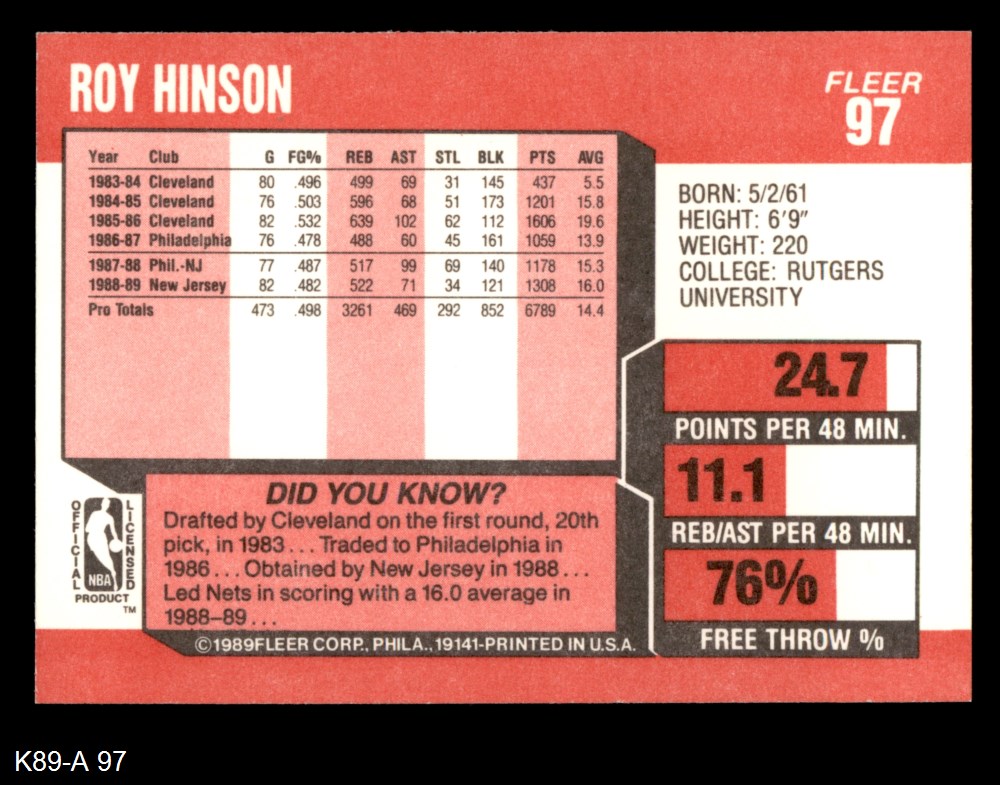 ROY HINSON
FLEER
97
Year Club G FG% REB AST STL BLK PTS AVG
1983-84 Cleveland 80 .496 499 69 31 145 437 5.5
1984-85 Cleveland 76 .503 596 68 51 173 1201 15.8
1985-86 Cleveland 82 .532 639 102 62 112 1606 19.6
1986-87 Philadelphia 76 .478 488 60 45 161 1059 13.9
1987-88 Phil.-NJ 77 .487 517 99 69 140 1178 15.3
1988-89 New Jersey 82 .482 522 71 34 121 1308 16.0
Pro Totals 473 .498 3261 469 292 852 6789 14.4
BORN: 5/2/61
HEIGHT: 6'9"
WEIGHT: 220
COLLEGE: RUTGERS
UNIVERSITY
24.7
POINTS PER 48 MIN.
11.1
REB/AST PER 48 MIN.
76%
FREE THROW %
OFFICIAL
NBA
LICENSED
PRODUCT
TM
DID YOU KNOW?
Drafted by Cleveland on the first round, 20th
pick, in 1983... Traded to Philadelphia in
1986... Obtained by New Jersey in 1988...
Led Nets in scoring with a 16.0 average in
1988–89...
©1989FLEER CORP., PHILA.,19141-PRINTED IN U.S.A.
K89-A 97